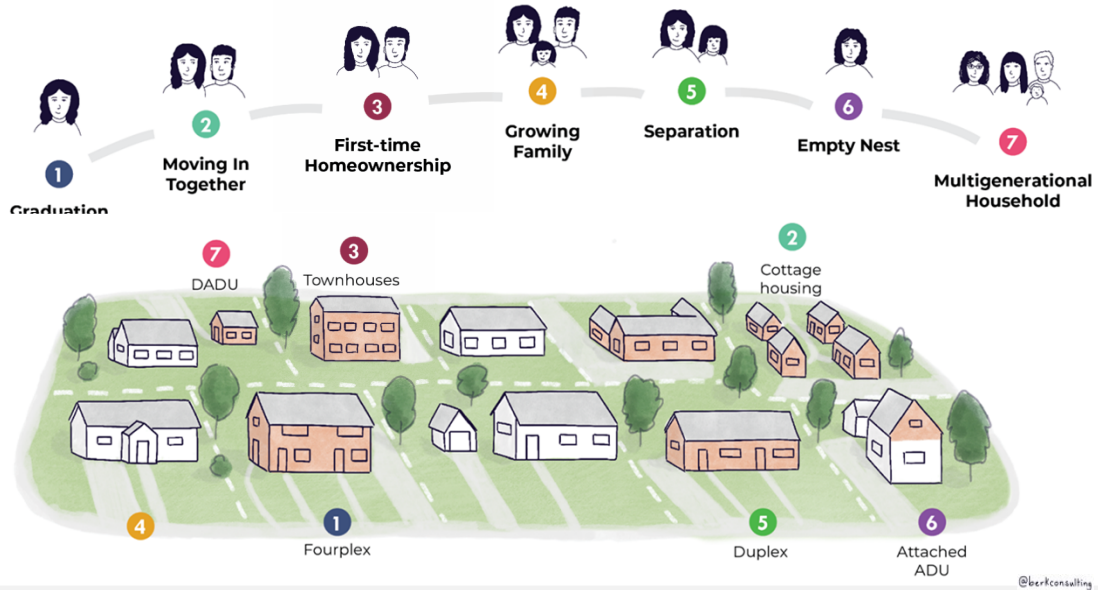 1
Graduation
2
Moving In
Together
3
First-time
Homeownership
4
Growing
Family
5
Separation
6
Empty Nest
7
Multigenerational
Household
7
DADU
3
Townhouses
2
Cottage
housing
4
1
Fourplex
5
Duplex
6
Attached
ADU
@berkconsulting